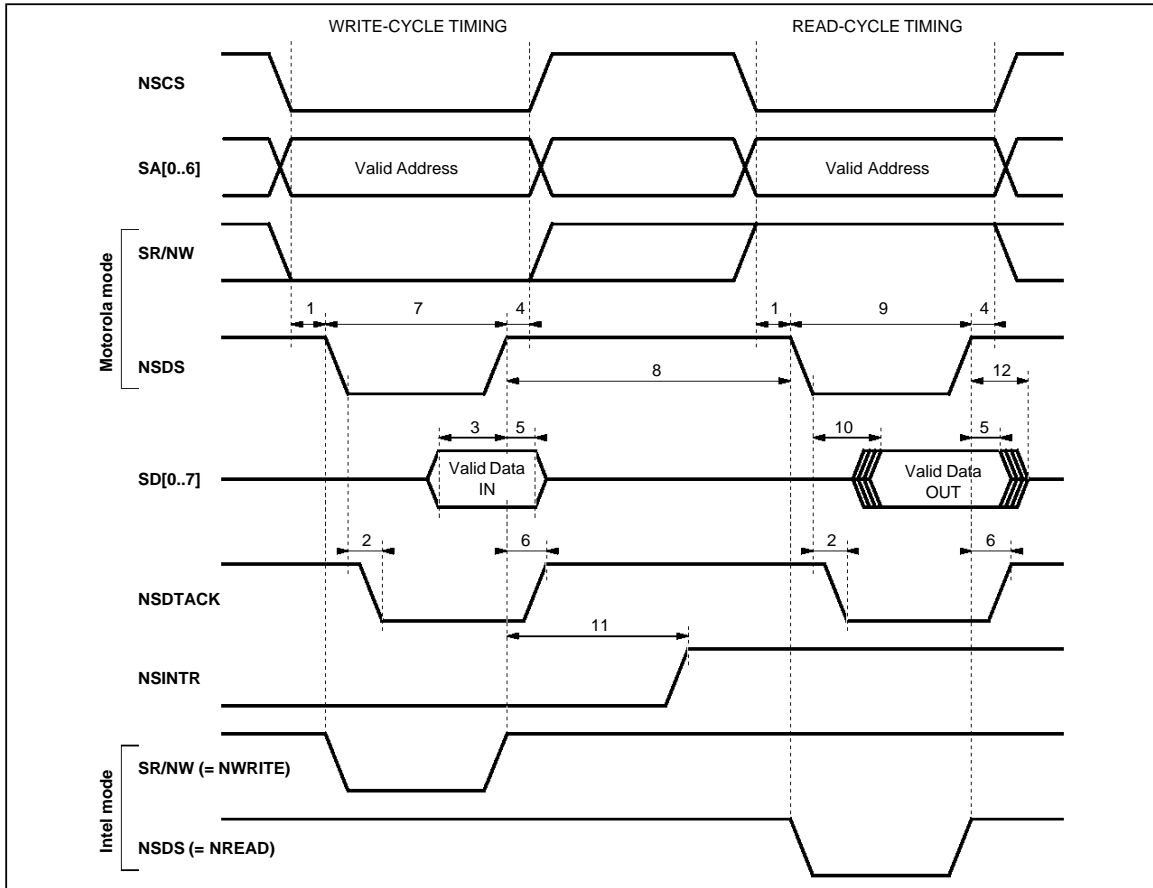 WRITE-CYCLE TIMING
READ-CYCLE TIMING
NSCS
SA[0..6]
Valid Address
Valid Address
Motorola mode
SR/NW
1
7
4
1
9
4
NSDS
8
12
3
5
10
5
SD[0..7]
Valid Data
IN
Valid Data
OUT
2
6
2
6
NSDTACK
11
NSINTR
Intel mode
SR/NW (= NWRITE)
NSDS (= NREAD)